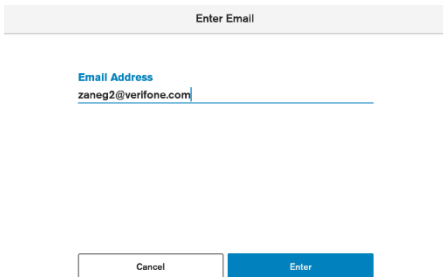 Enter Email
Email Address
zaneg2@verifone.com
Cancel
Enter